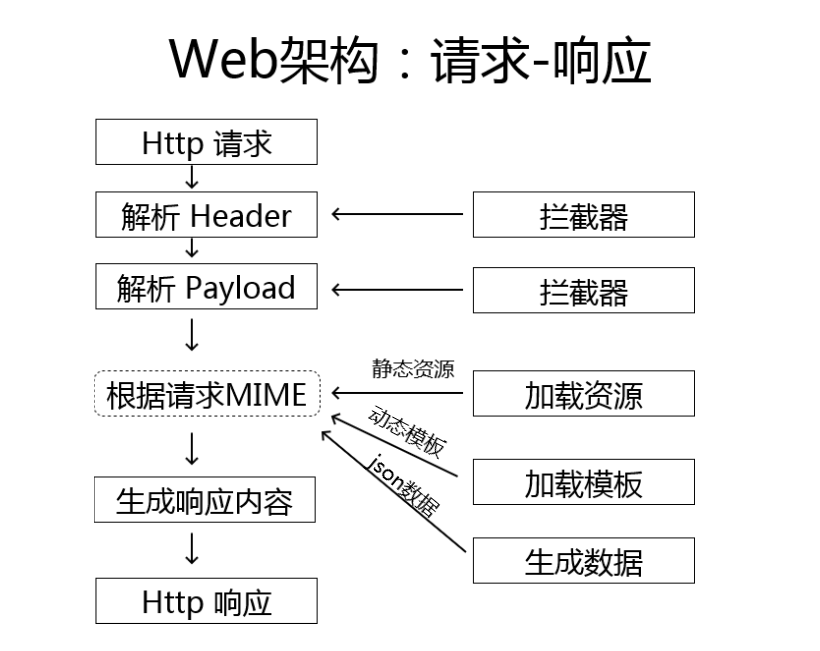 Web架构：请求-响应
Http 请求
解析 Header
拦截器
解析 Payload
拦截器
静态资源
根据请求MIME
加载资源
动态模板
加载模板
json数据
生成响应内容
生成数据
Http 响应